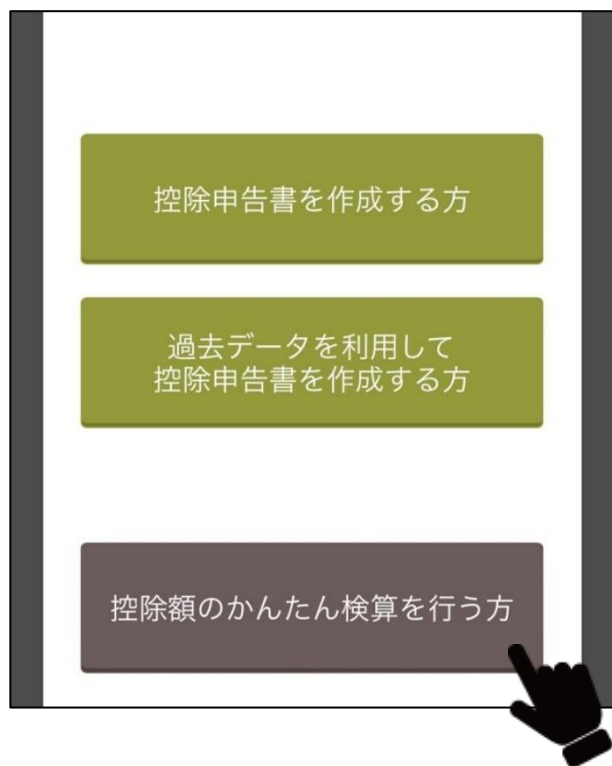 控除申告書を作成する方
過去データを利用して
控除申告書を作成する方
控除額のかんたん検算を行う方